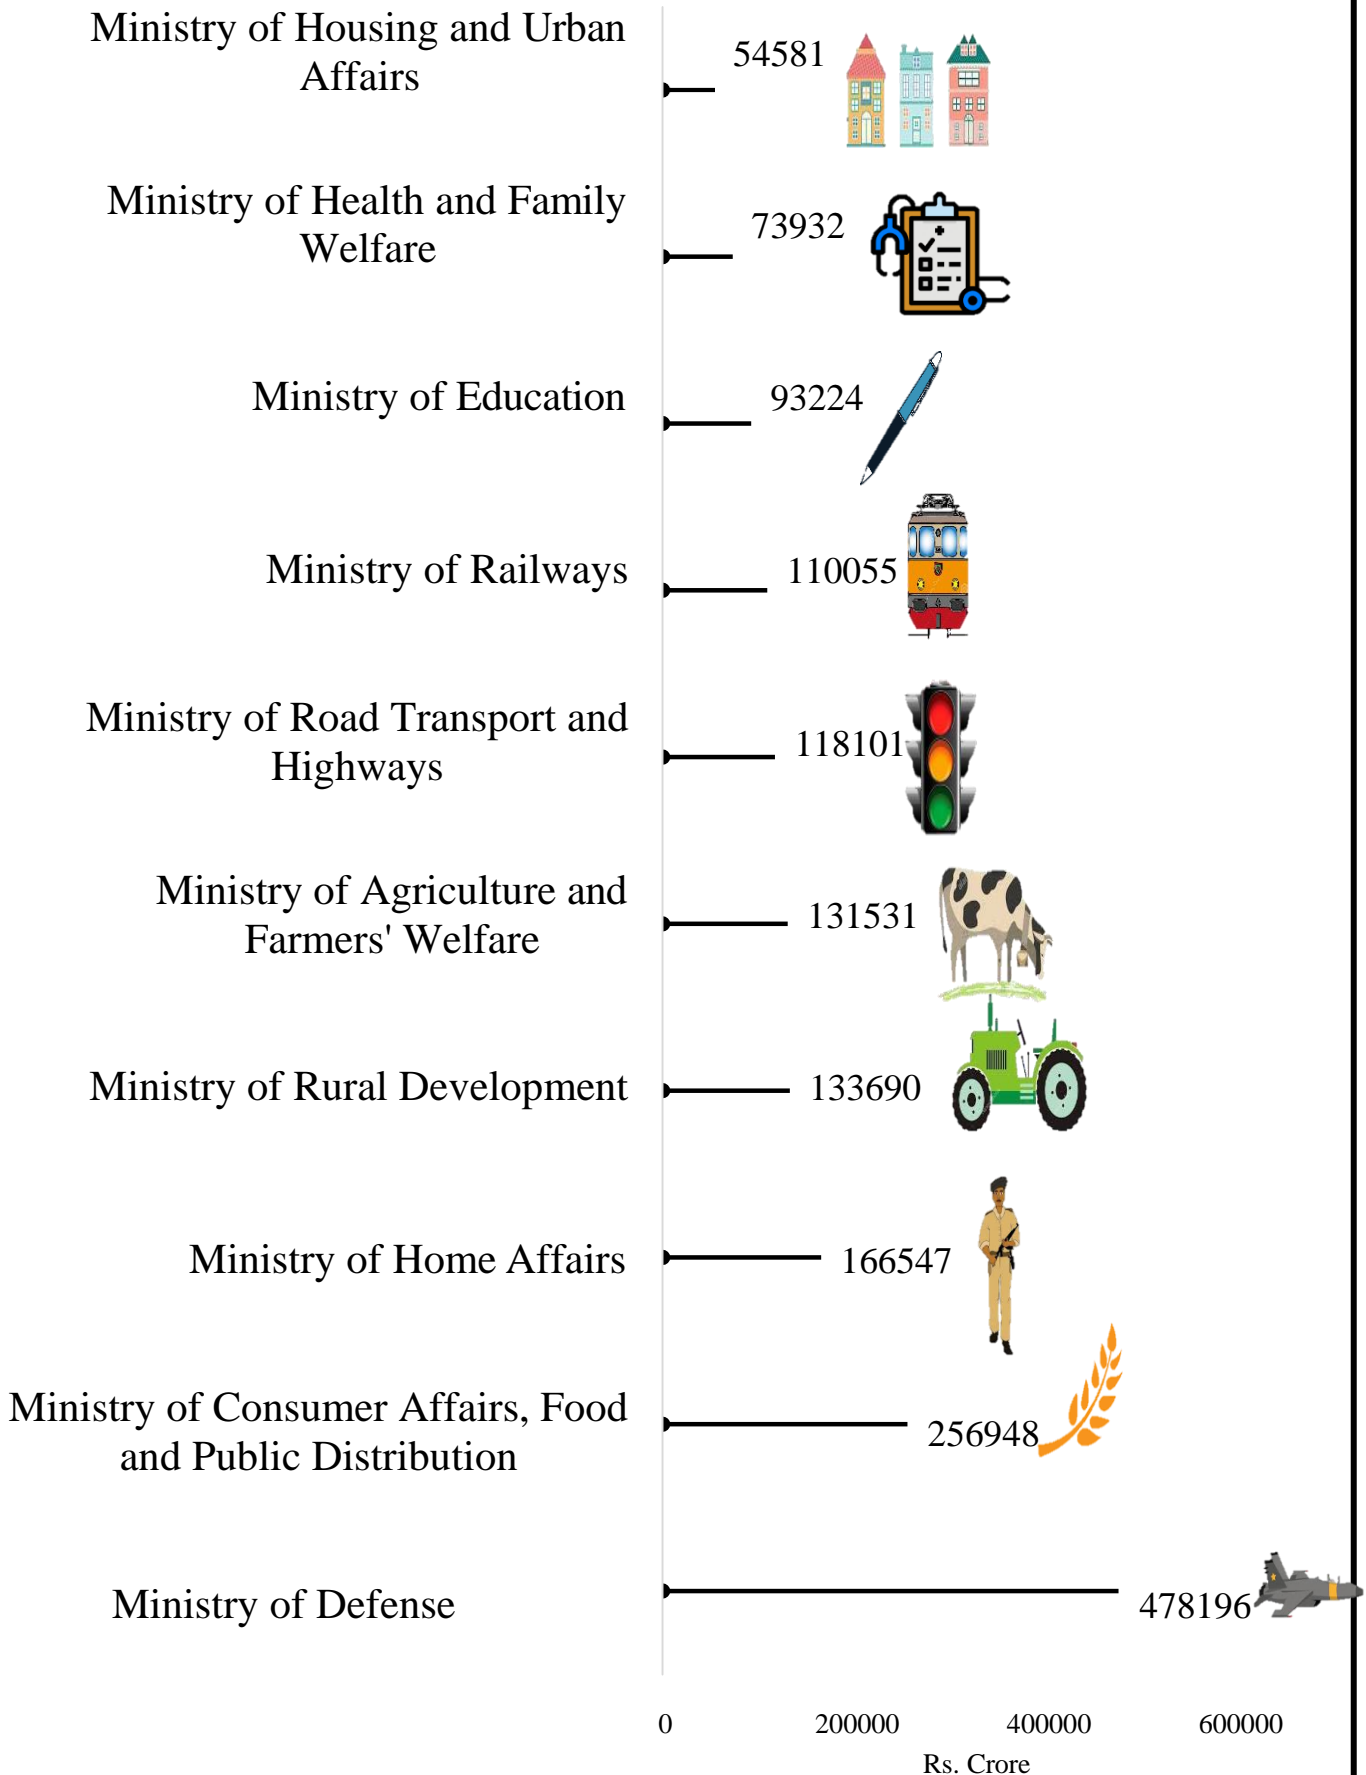 Ministry of Housing and Urban
Affairs
54581
Ministry of Health and Family
Welfare
73932
Ministry of Education
93224
Ministry of Railways
110055
Ministry of Road Transport and
Highways
118101
Ministry of Agriculture and
Farmers' Welfare
131531
Ministry of Rural Development
133690
Ministry of Home Affairs
166547
Ministry of Consumer Affairs, Food
and Public Distribution
256948
Ministry of Defense
478196
0 200000 400000 600000
Rs. Crore